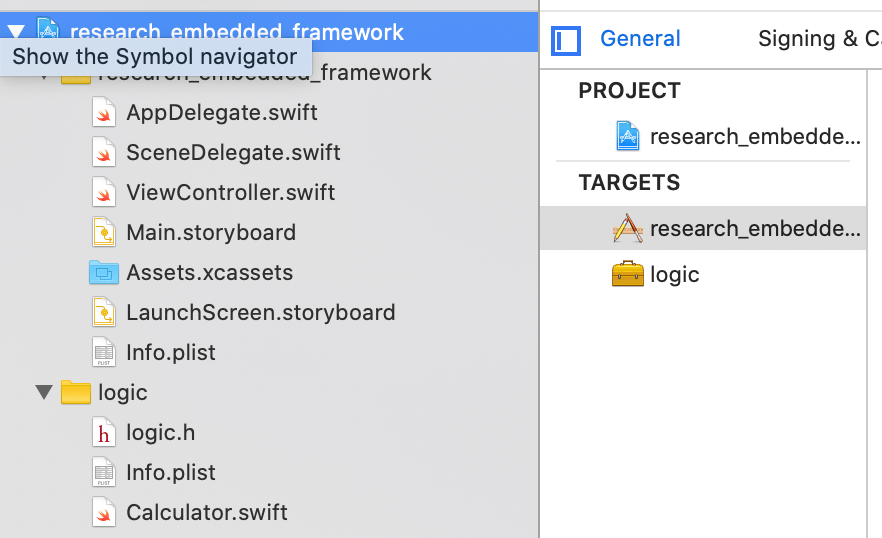 research_embedded_framework
Show the Symbol navigator
research_embedded_framework
AppDelegate.swift
SceneDelegate.swift
ViewController.swift
Main.storyboard
Assets.xcassets
LaunchScreen.storyboard
Info.plist
logic
logic.h
Info.plist
Calculator.swift
General
Signing & Ca
PROJECT
research_embedde...
TARGETS
research_embedde...
logic